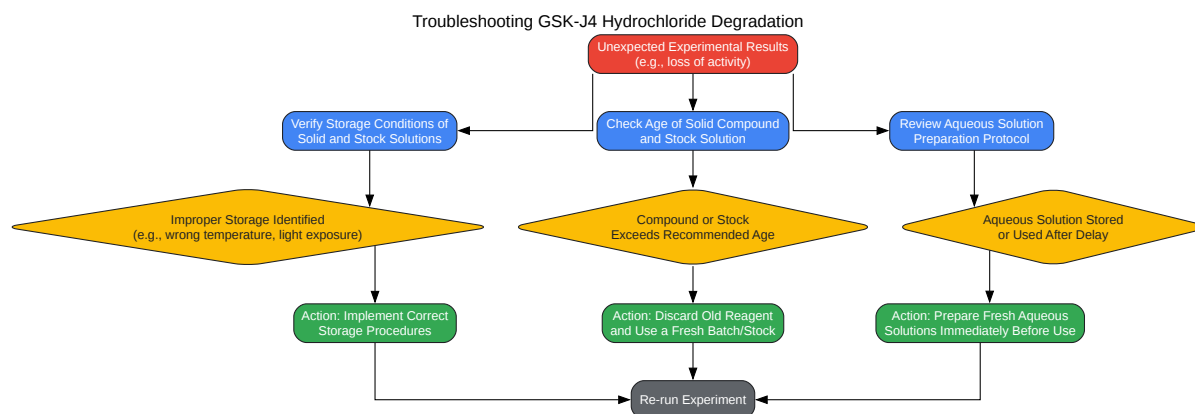 Troubleshooting GSK-J4 Hydrochloride Degradation
Unexpected Experimental Results
(e.g., loss of activity)
Verify Storage Conditions of
Solid and Stock Solutions
Check Age of Solid Compound
and Stock Solution
Review Aqueous Solution
Preparation Protocol
Improper Storage Identified
(e.g., wrong temperature, light exposure)
Compound or Stock
Exceeds Recommended Age
Aqueous Solution Stored
or Used After Delay
Action: Implement Correct
Storage Procedures
Action: Discard Old Reagent
and Use a Fresh Batch/Stock
Action: Prepare Fresh Aqueous
Solutions Immediately Before Use
Re-run Experiment